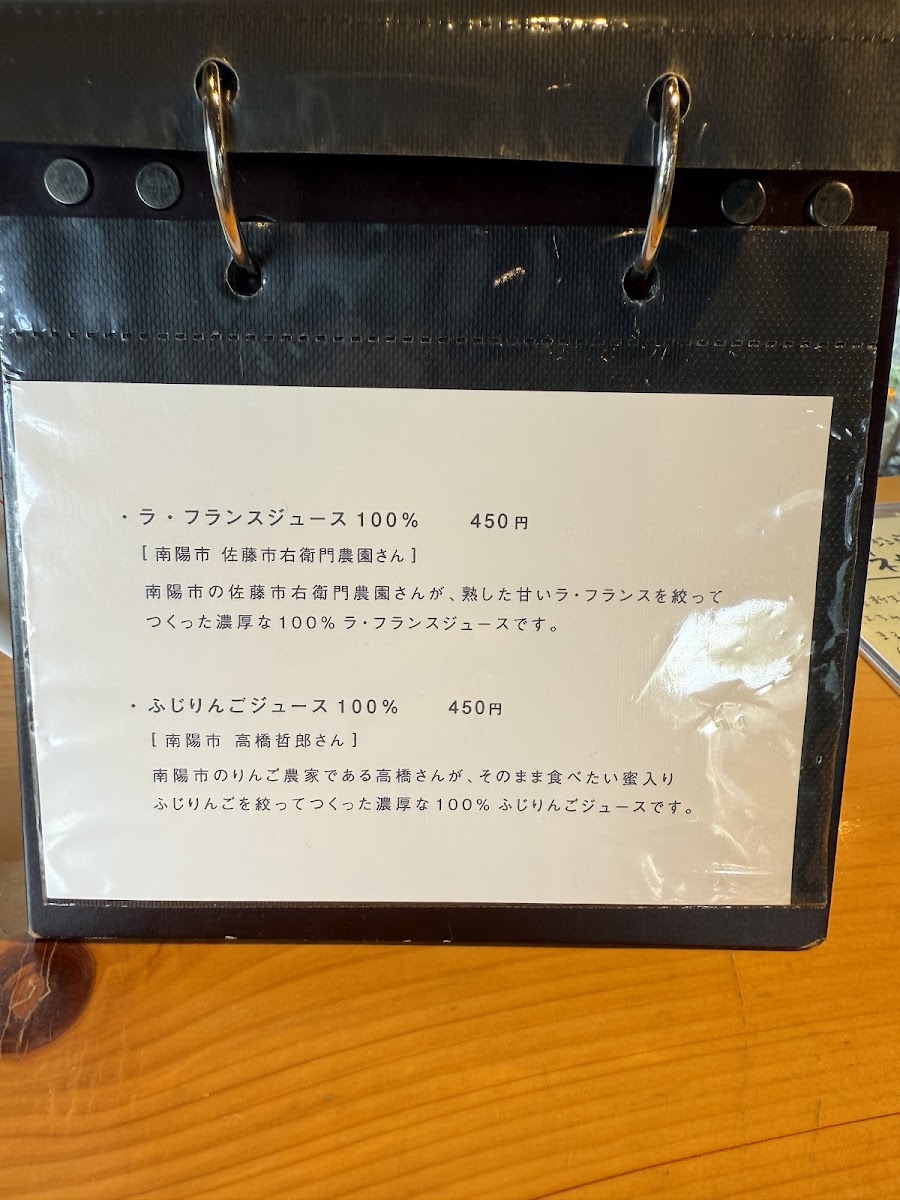 ・ラ・フランスジュース100% 450円
[南陽市 佐藤市右衛門農園さん]
南陽市の佐藤市右衛門農園さんが、熟した甘いラ・フランスを絞って
つくった濃厚な100%ラ・フランスジュースです。
・ふじりんごジュース100% 450円
[南陽市 高橋哲郎さん]
南陽市のりんご農家である高橋さんが、そのまま食べたい蜜入り
ふじりんごを絞ってつくった濃厚な100%ふじりんごジュースです。